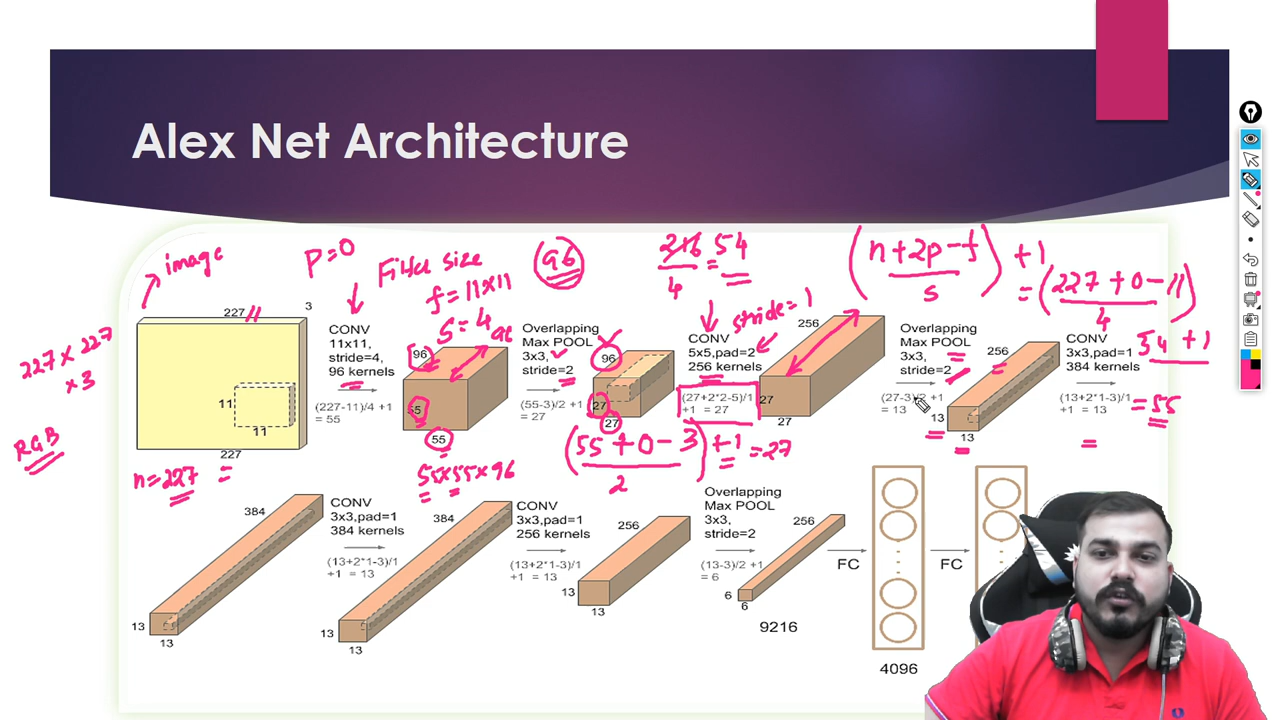 Alex Net Architecture
image
P=0
Filter size
f=11x11
S=4
96
96
216
4
= 54
(n+2p-f)
s
+1
= (227+0-11)
4
54 + 1
= 55
stride=1
227 x 227
x3
RGB
n=227
=
227
3
11
11
227
CONV
11x11,
stride=4,
96 kernels
(227-11)/4 +1
= 55
96
55
55
55x55x96
Overlapping
Max POOL
3x3,
stride=2
(55-3)/2 +1
= 27
96
27
27
(55+0-3)
2
+1 = 27
CONV
5x5,pad=2
256 kernels
(27+2*2-5)/1
+1 = 27
256
27
27
Overlapping
Max POOL
3x3,
stride=2
(27-3)/2 +1
= 13
256
13
13
CONV
3x3,pad=1
384 kernels
(13+2*1-3)/1
+1 = 13
384
13
13
CONV
3x3,pad=1
384 kernels
(13+2*1-3)/1
+1 = 13
384
13
13
CONV
3x3,pad=1
256 kernels
(13+2*1-3)/1
+1 = 13
256
13
13
Overlapping
Max POOL
3x3,
stride=2
(13-3)/2 +1
= 6
256
6
6
9216
FC
4096
FC